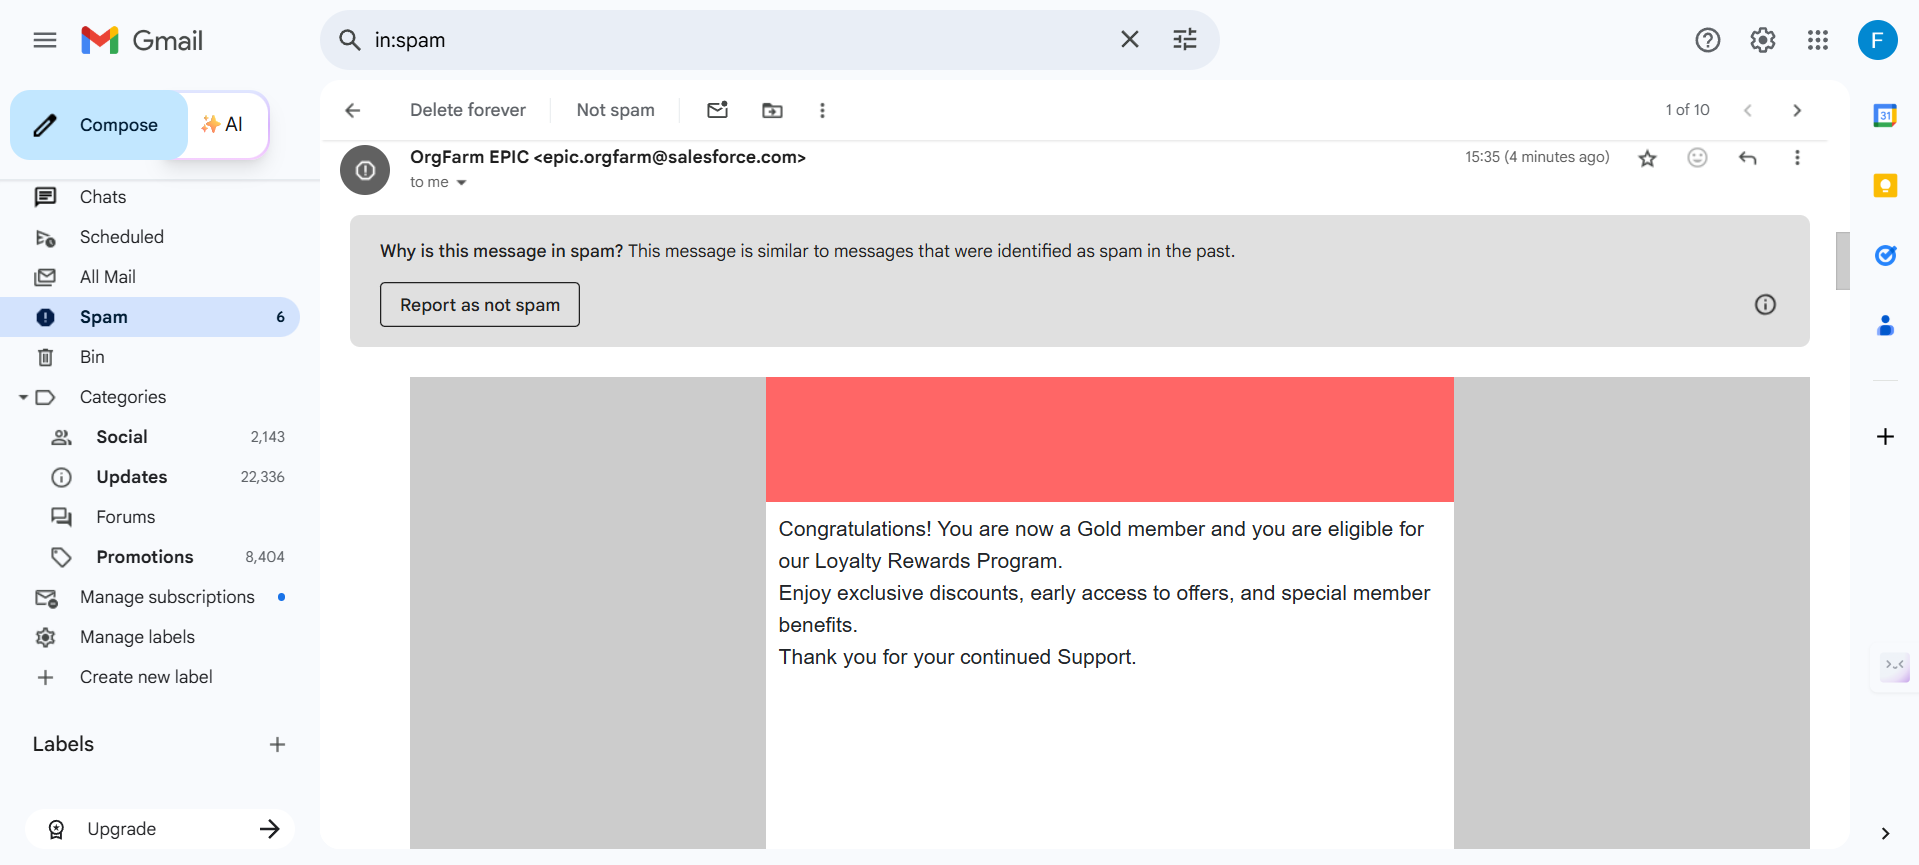 Gmail
in:spam
F
Compose
✨ AI
Chats
Scheduled
All Mail
Spam 6
Bin
Categories
Social 2,143
Updates 22,336
Forums
Promotions 8,404
Manage subscriptions
Manage labels
Create new label
Labels
Upgrade
Delete forever
Not spam
1 of 10
OrgFarm EPIC <epic.orgfarm@salesforce.com>
15:35 (4 minutes ago)
to me
Why is this message in spam? This message is similar to messages that were identified as spam in the past.
Report as not spam
Congratulations! You are now a Gold member and you are eligible for
our Loyalty Rewards Program.
Enjoy exclusive discounts, early access to offers, and special member
benefits.
Thank you for your continued Support.
31